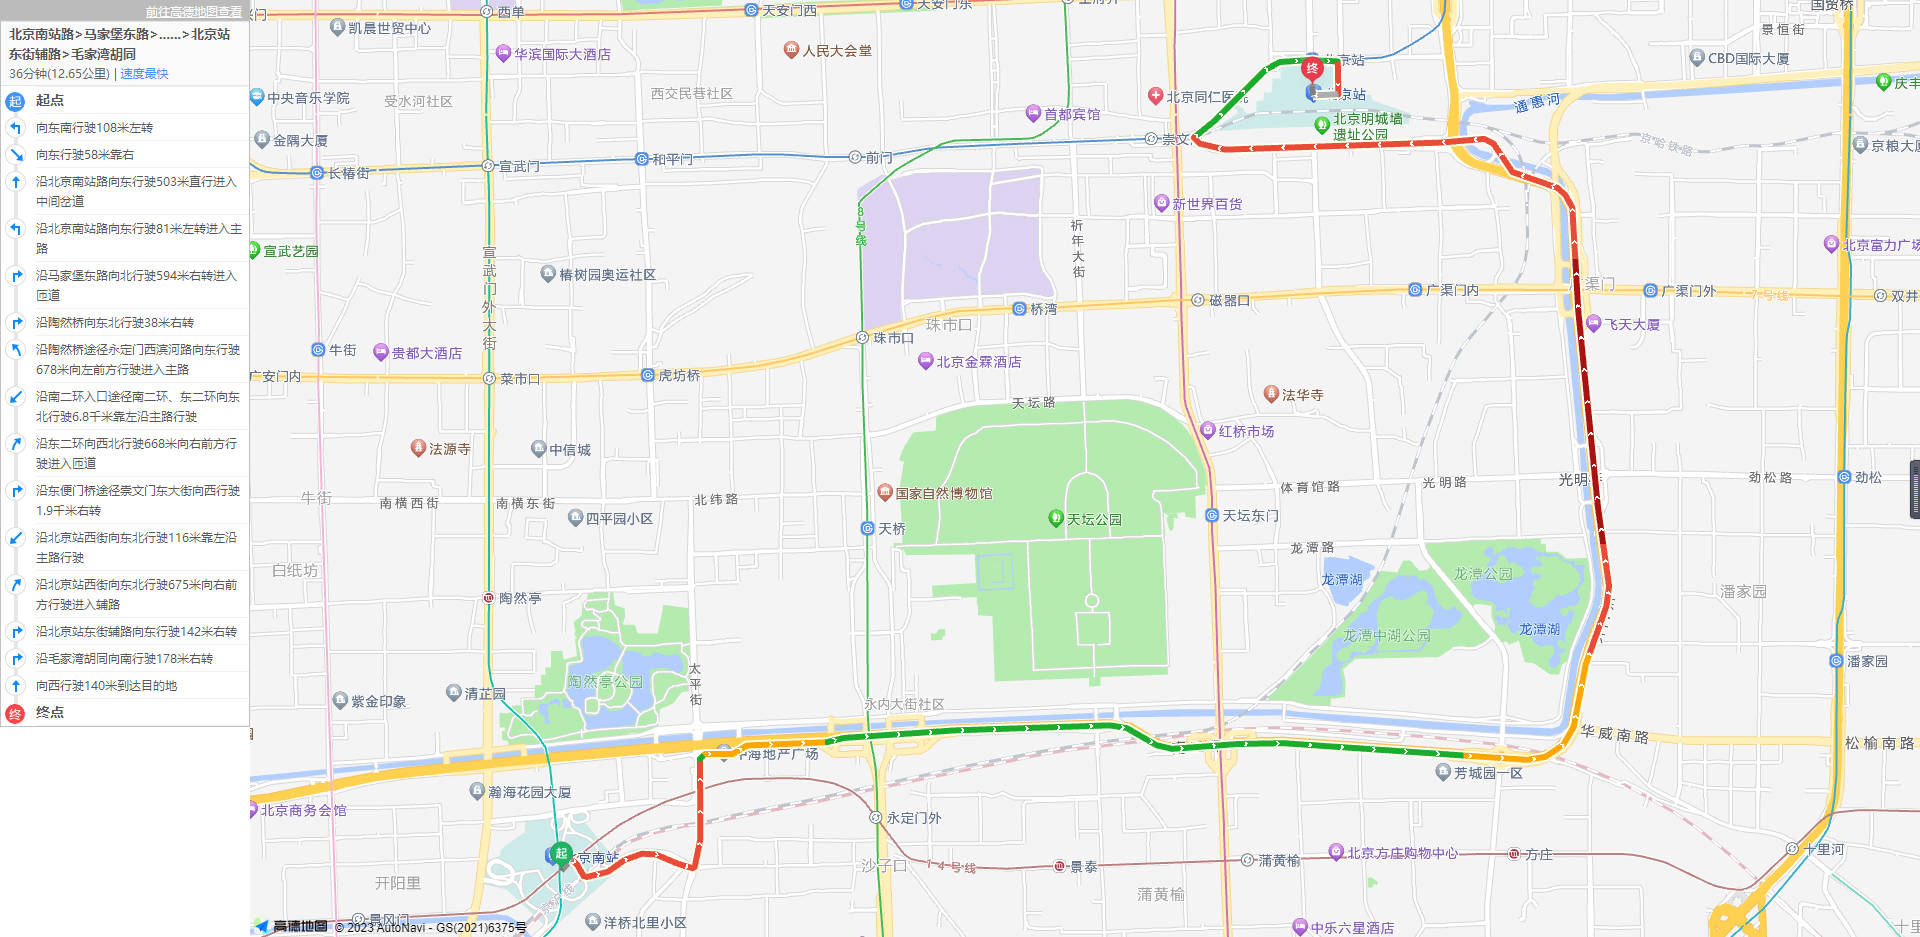 前往高德地图查看
北京南站路>马家堡东路>......>北京站
东街辅路>毛家湾胡同
36分钟(12.65公里) | 速度最快
起 起点
向东南行驶108米左转
向东行驶58米靠右
沿北京南站路向东行驶503米直行进入
中间岔道
沿北京南站路向东行驶81米左转进入主
路
沿马家堡东路向北行驶594米右转进入
匝道
沿陶然桥向东北行驶38米右转
沿陶然桥途径永定门西滨河路向东行驶
678米向左前方行驶进入主路
沿南二环入口途径南二环、东二环向东
北行驶6.8千米靠左沿主路行驶
沿东二环向西北行驶668米向右前方行
驶进入匝道
沿东便门桥途径崇文门东大街向西行驶
1.9千米右转
沿北京站西街向东北行驶116米靠左沿
主路行驶
沿北京站西街向东北行驶675米向右前
方行驶进入辅路
沿北京站东街辅路向东行驶142米右转
沿毛家湾胡同向南行驶178米右转
向西行驶140米到达目的地
终 终点
西单
天安门西
天安门东
国贸桥
凯晨世贸中心
华滨国际大酒店
人民大会堂
景恒街
CBD国际大厦
终
京站
京站
中央音乐学院
受水河社区
西交民巷社区
北京同仁医院
首都宾馆
北京明城墙
遗址公园
通惠河
庆丰
金隅大厦
宣武门
和平门
前门
崇文
京哈铁路
京粮大厦
长椿街
新世界百货
8号线
祈年大街
宣武艺园
宣武门外大街
北京富力广场
椿树园奥运社区
桥湾
磁器口
广渠门内
渠门
广渠门外
17号线
双井
珠市口
珠市口
飞天大厦
牛街
贵都大酒店
北京金霖酒店
广安门内
菜市口
虎坊桥
天坛路
法华寺
红桥市场
法源寺
中信城
国家自然博物馆
体育馆路
光明路
光明
劲松路
劲松
牛街
南横西街
南横东街
北纬路
四平园小区
天桥
天坛公园
天坛东门
龙潭路
白纸坊
龙潭湖
龙潭公园
潘家园
陶然亭
龙潭中湖公园
龙潭湖
潘家园
陶然亭公园
太平街
紫金印象
清芷园
永内大街社区
中海地产广场
华威南路
松榆南路
芳城园一区
瀚海花园大厦
北京商务会馆
永定门外
起
京南站
沙子口
14号线
景泰
蒲黄榆
北京方庄购物中心
方庄
十里河
开阳里
蒲黄榆
京沪线
景风门
洋桥北里小区
中乐六星酒店
十里
高德地图 © 2023 AutoNavi - GS(2021)6375号